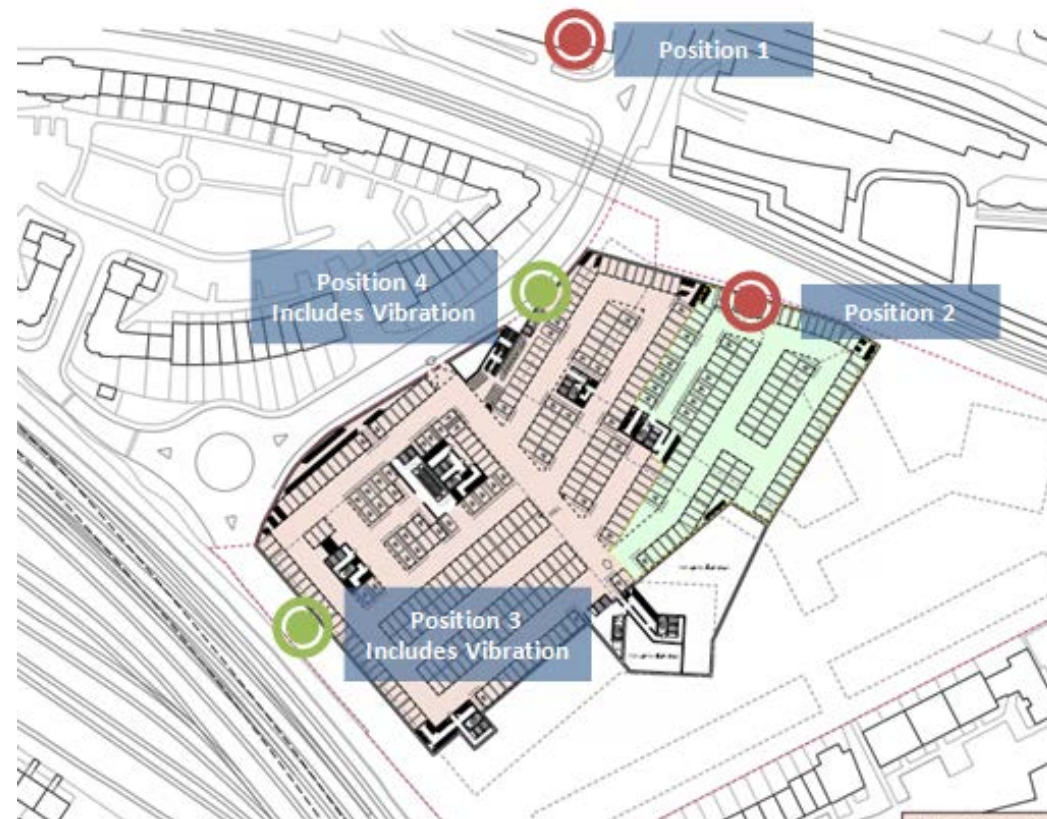 Position 1
Position 4
Includes Vibration
Position 2
Position 3
Includes Vibration